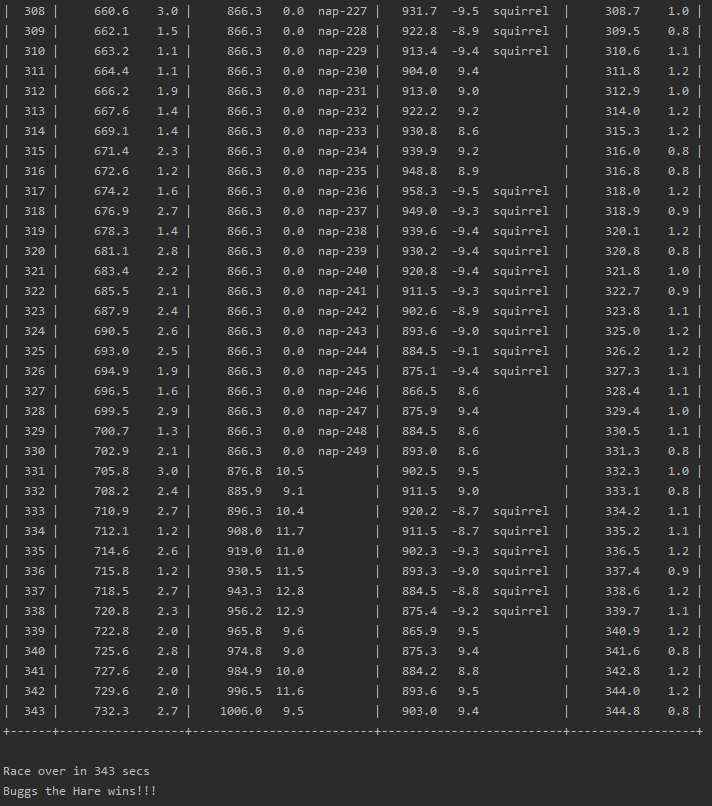 |  308 |     660.6    3.0 |     866.3   0.0  nap-227 |   931.7  -9.5  squirrel  |     308.7    1.0 |
|  309 |     662.1    1.5 |     866.3   0.0  nap-228 |   922.8  -8.9  squirrel  |     309.5    0.8 |
|  310 |     663.2    1.1 |     866.3   0.0  nap-229 |   913.4  -9.4  squirrel  |     310.6    1.1 |
|  311 |     664.4    1.1 |     866.3   0.0  nap-230 |   904.0   9.4            |     311.8    1.2 |
|  312 |     666.2    1.9 |     866.3   0.0  nap-231 |   913.0   9.0            |     312.9    1.0 |
|  313 |     667.6    1.4 |     866.3   0.0  nap-232 |   922.2   9.2            |     314.0    1.2 |
|  314 |     669.1    1.4 |     866.3   0.0  nap-233 |   930.8   8.6            |     315.3    1.2 |
|  315 |     671.4    2.3 |     866.3   0.0  nap-234 |   939.9   9.2            |     316.0    0.8 |
|  316 |     672.6    1.2 |     866.3   0.0  nap-235 |   948.8   8.9            |     316.8    0.8 |
|  317 |     674.2    1.6 |     866.3   0.0  nap-236 |   958.3  -9.5  squirrel  |     318.0    1.2 |
|  318 |     676.9    2.7 |     866.3   0.0  nap-237 |   949.0  -9.3  squirrel  |     318.9    0.9 |
|  319 |     678.3    1.4 |     866.3   0.0  nap-238 |   939.6  -9.4  squirrel  |     320.1    1.2 |
|  320 |     681.1    2.8 |     866.3   0.0  nap-239 |   930.2  -9.4  squirrel  |     320.8    0.8 |
|  321 |     683.4    2.2 |     866.3   0.0  nap-240 |   920.8  -9.4  squirrel  |     321.8    1.0 |
|  322 |     685.5    2.1 |     866.3   0.0  nap-241 |   911.5  -9.3  squirrel  |     322.7    0.9 |
|  323 |     687.9    2.4 |     866.3   0.0  nap-242 |   902.6  -8.9  squirrel  |     323.8    1.1 |
|  324 |     690.5    2.6 |     866.3   0.0  nap-243 |   893.6  -9.0  squirrel  |     325.0    1.2 |
|  325 |     693.0    2.5 |     866.3   0.0  nap-244 |   884.5  -9.1  squirrel  |     326.2    1.2 |
|  326 |     694.9    1.9 |     866.3   0.0  nap-245 |   875.1  -9.4  squirrel  |     327.3    1.1 |
|  327 |     696.5    1.6 |     866.3   0.0  nap-246 |   866.5   8.6            |     328.4    1.1 |
|  328 |     699.5    2.9 |     866.3   0.0  nap-247 |   875.9   9.4            |     329.4    1.0 |
|  329 |     700.7    1.3 |     866.3   0.0  nap-248 |   884.5   8.6            |     330.5    1.1 |
|  330 |     702.9    2.1 |     866.3   0.0  nap-249 |   893.0   8.6            |     331.3    0.8 |
|  331 |     705.8    3.0 |     876.8  10.5          |   902.5   9.5            |     332.3    1.0 |
|  332 |     708.2    2.4 |     885.9   9.1          |   911.5   9.0            |     333.1    0.8 |
|  333 |     710.9    2.7 |     896.3  10.4          |   920.2  -8.7  squirrel  |     334.2    1.1 |
|  334 |     712.1    1.2 |     908.0  11.7          |   911.5  -8.7  squirrel  |     335.2    1.1 |
|  335 |     714.6    2.6 |     919.0  11.0          |   902.3  -9.3  squirrel  |     336.5    1.2 |
|  336 |     715.8    1.2 |     930.5  11.5          |   893.3  -9.0  squirrel  |     337.4    0.9 |
|  337 |     718.5    2.7 |     943.3  12.8          |   884.5  -8.8  squirrel  |     338.6    1.2 |
|  338 |     720.8    2.3 |     956.2  12.9          |   875.4  -9.2  squirrel  |     339.7    1.1 |
|  339 |     722.8    2.0 |     965.8   9.6          |   865.9   9.5            |     340.9    1.2 |
|  340 |     725.6    2.8 |     974.8   9.0          |   875.3   9.4            |     341.6    0.8 |
|  341 |     727.6    2.0 |     984.9  10.0          |   884.2   8.8            |     342.8    1.2 |
|  342 |     729.6    2.0 |     996.5  11.6          |   893.6   9.5            |     344.0    1.2 |
|  343 |     732.3    2.7 |    1006.0   9.5          |   903.0   9.4            |     344.8    0.8 |
+------+------------------+--------------------------+--------------------------+------------------+
Race over in 343 secs
Buggs the Hare wins!!!